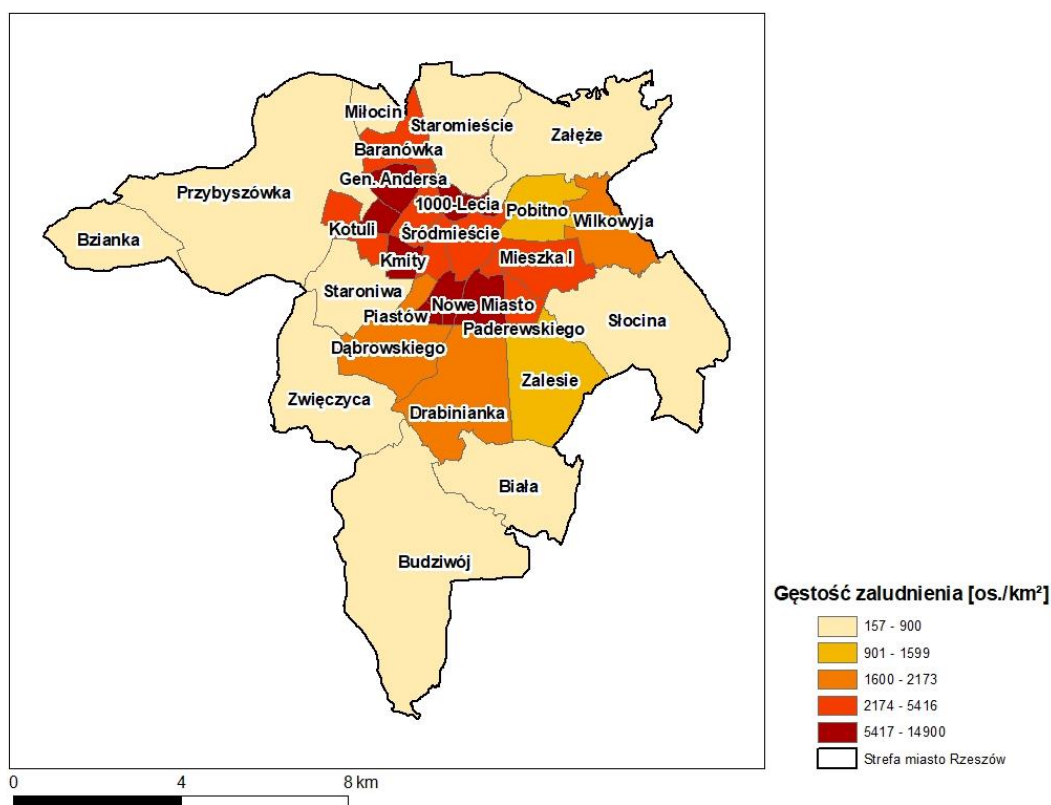 Miłocin
Staromieście
Załęże
Baranówka
Gen. Andersa
Przybyszówka
1000-Lecia
Pobitno
Wilkowyja
Kotuli
Śródmieście
Bzianka
Kmity
Mieszka I
Staroniwa
Nowe Miasto
Piastów
Słocina
Paderewskiego
Dąbrowskiego
Zalesie
Zwięczyca
Drabinianka
Biała
Budziwój
Gęstość zaludnienia [os./km²]
157 - 900
901 - 1599
1600 - 2173
2174 - 5416
5417 - 14900
Strefa miasto Rzeszów
0 4 8 km